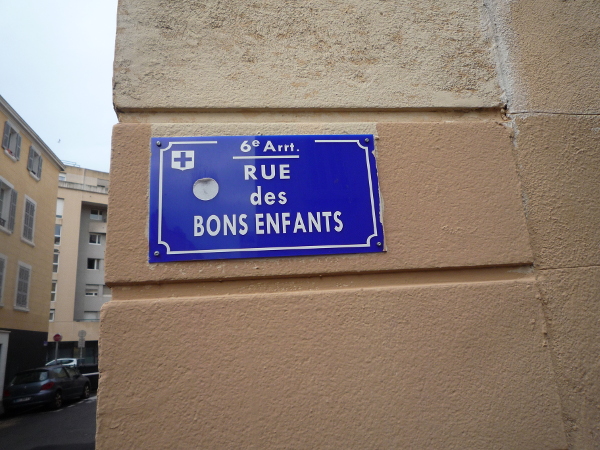 6e Arrt.
RUE
des
BONS ENFANTS